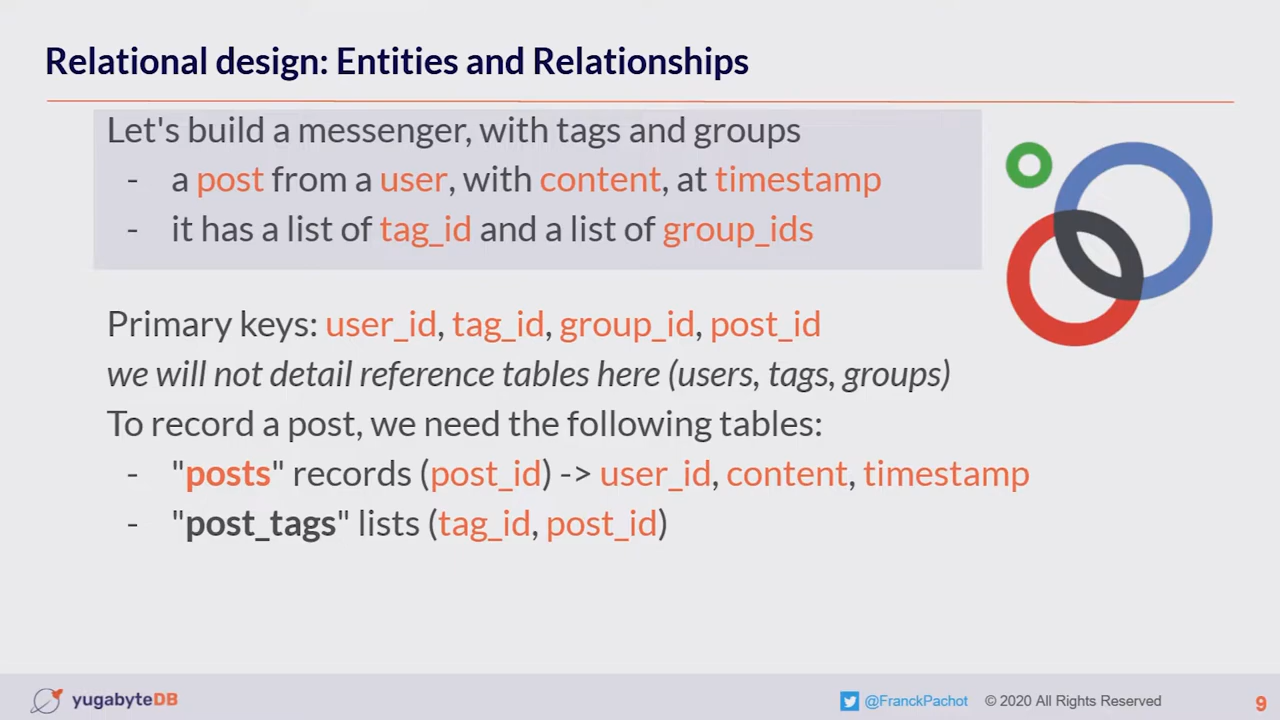 Relational design: Entities and Relationships
Let's build a messenger, with tags and groups
- a post from a user, with content, at timestamp
- it has a list of tag_id and a list of group_ids
Primary keys: user_id, tag_id, group_id, post_id
we will not detail reference tables here (users, tags, groups)
To record a post, we need the following tables:
- "posts" records (post_id) -> user_id, content, timestamp
- "post_tags" lists (tag_id, post_id)
yugabyteDB
@FranckPachot © 2020 All Rights Reserved
9